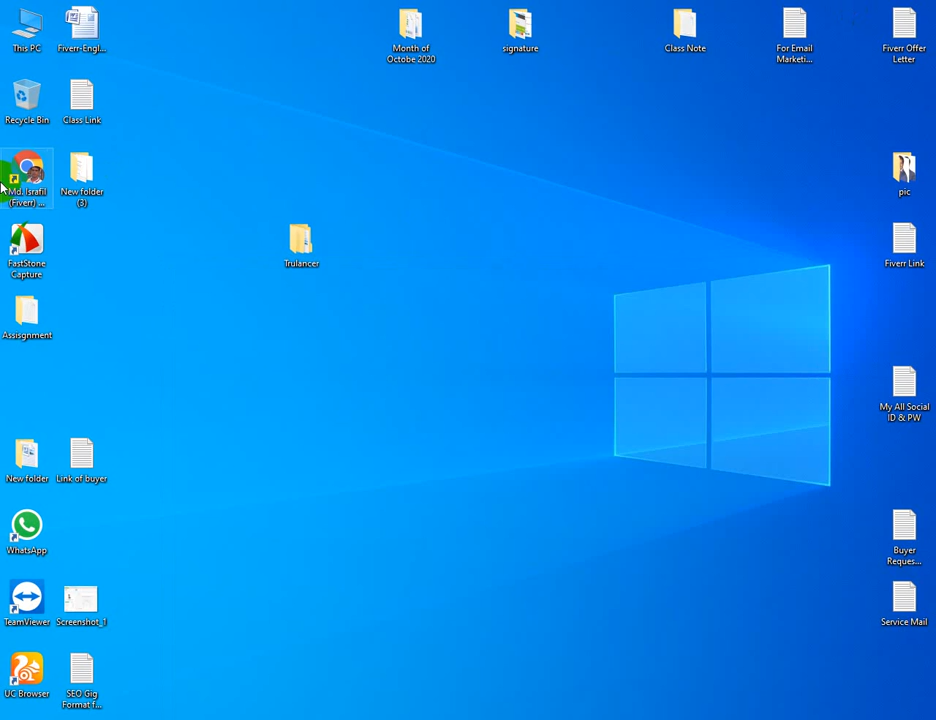 This PC
Fiverr-Engl...
Month of
Octobe 2020
signature
Class Note
For Email
Marketi...
Fiverr Offer
Letter
Recycle Bin
Class Link
Md. Israfil
(Fiverr) ...
New folder
(3)
pic
FastStone
Capture
Trulancer
Fiverr Link
Assisgnment
My All Social
ID & PW
New folder
Link of buyer
WhatsApp
Buyer
Reques...
TeamViewer
Screenshot_1
Service Mail
UC Browser
SEO Gig
Format f...